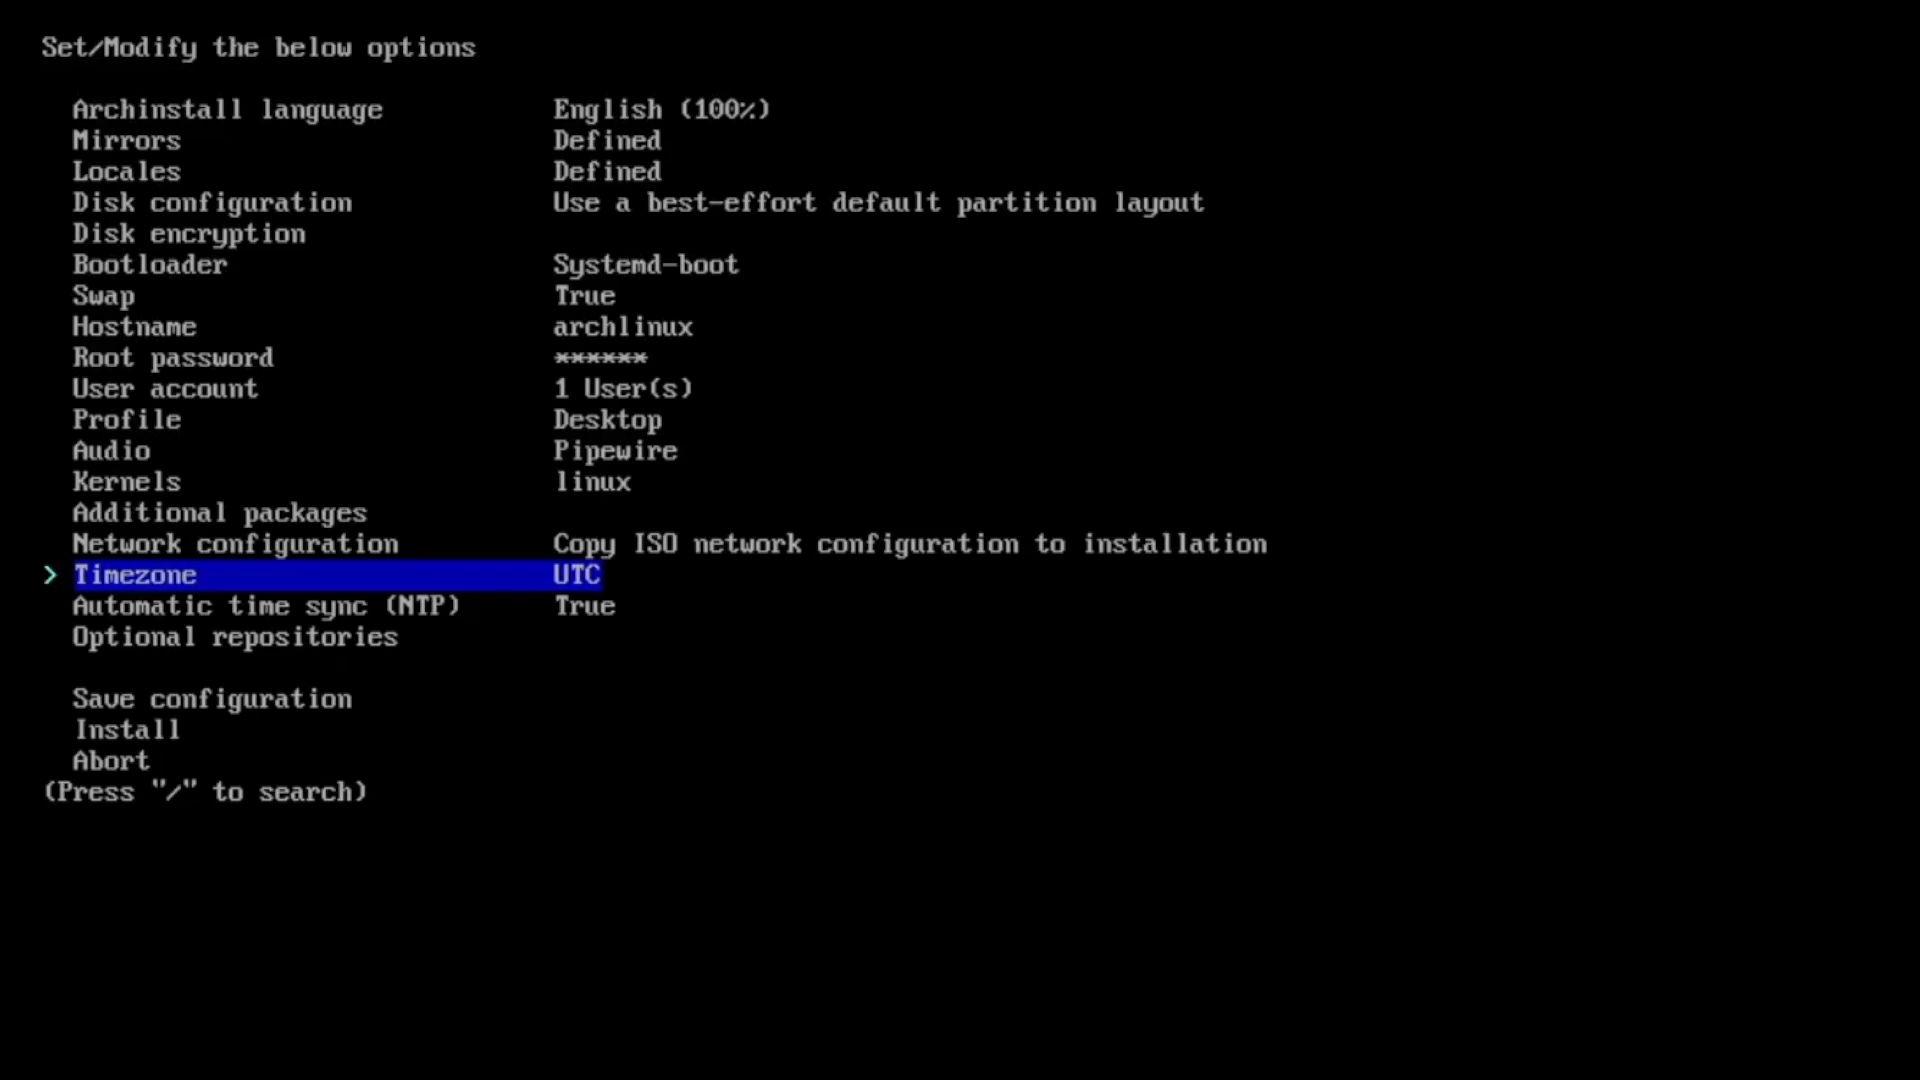 Set/Modify the below options
Archinstall language English (100%)
Mirrors Defined
Locales Defined
Disk configuration Use a best-effort default partition layout
Disk encryption
Bootloader Systemd-boot
Swap True
Hostname archlinux
Root password ******
User account 1 User(s)
Profile Desktop
Audio Pipewire
Kernels linux
Additional packages
Network configuration Copy ISO network configuration to installation
> Timezone UTC
Automatic time sync (NTP) True
Optional repositories
Save configuration
Install
Abort
(Press "/" to search)